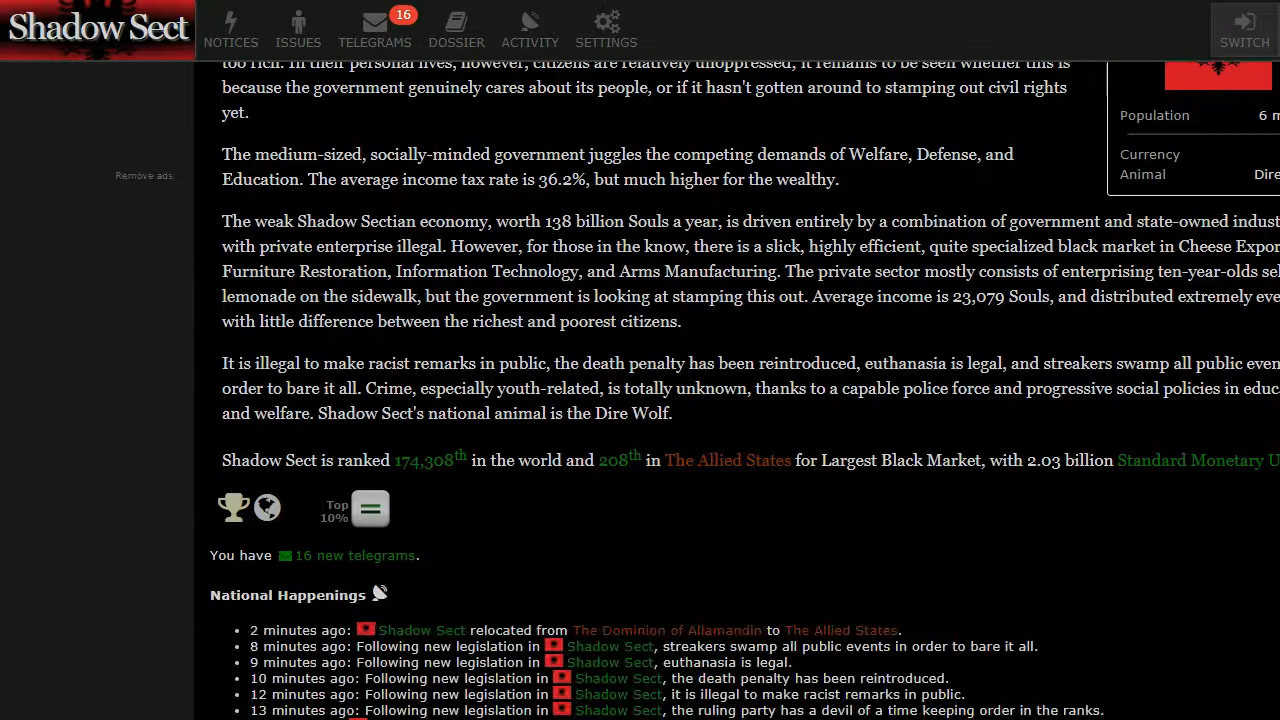 Shadow Sect
NOTICES
ISSUES
16
TELEGRAMS
DOSSIER
ACTIVITY
SETTINGS
SWITCH
too rich. In their personal lives, however, citizens are relatively unoppressed; it remains to be seen whether this is
because the government genuinely cares about its people, or if it hasn't gotten around to stamping out civil rights
yet.
The medium-sized, socially-minded government juggles the competing demands of Welfare, Defense, and
Education. The average income tax rate is 36.2%, but much higher for the wealthy.
The weak Shadow Sectian economy, worth 138 billion Souls a year, is driven entirely by a combination of government and state-owned indust
with private enterprise illegal. However, for those in the know, there is a slick, highly efficient, quite specialized black market in Cheese Expor
Furniture Restoration, Information Technology, and Arms Manufacturing. The private sector mostly consists of enterprising ten-year-olds sel
lemonade on the sidewalk, but the government is looking at stamping this out. Average income is 23,079 Souls, and distributed extremely eve
with little difference between the richest and poorest citizens.
It is illegal to make racist remarks in public, the death penalty has been reintroduced, euthanasia is legal, and streakers swamp all public even
order to bare it all. Crime, especially youth-related, is totally unknown, thanks to a capable police force and progressive social policies in educ
and welfare. Shadow Sect's national animal is the Dire Wolf.
Shadow Sect is ranked 174,308th in the world and 208th in The Allied States for Largest Black Market, with 2.03 billion Standard Monetary U
Top
10%
You have 16 new telegrams.
National Happenings
• 2 minutes ago: Shadow Sect relocated from The Dominion of Allamandin to The Allied States.
• 8 minutes ago: Following new legislation in Shadow Sect, streakers swamp all public events in order to bare it all.
• 9 minutes ago: Following new legislation in Shadow Sect, euthanasia is legal.
• 10 minutes ago: Following new legislation in Shadow Sect, the death penalty has been reintroduced.
• 12 minutes ago: Following new legislation in Shadow Sect, it is illegal to make racist remarks in public.
• 13 minutes ago: Following new legislation in Shadow Sect, the ruling party has a devil of a time keeping order in the ranks.
Remove ads
Population 6 m
Currency
Animal Dire